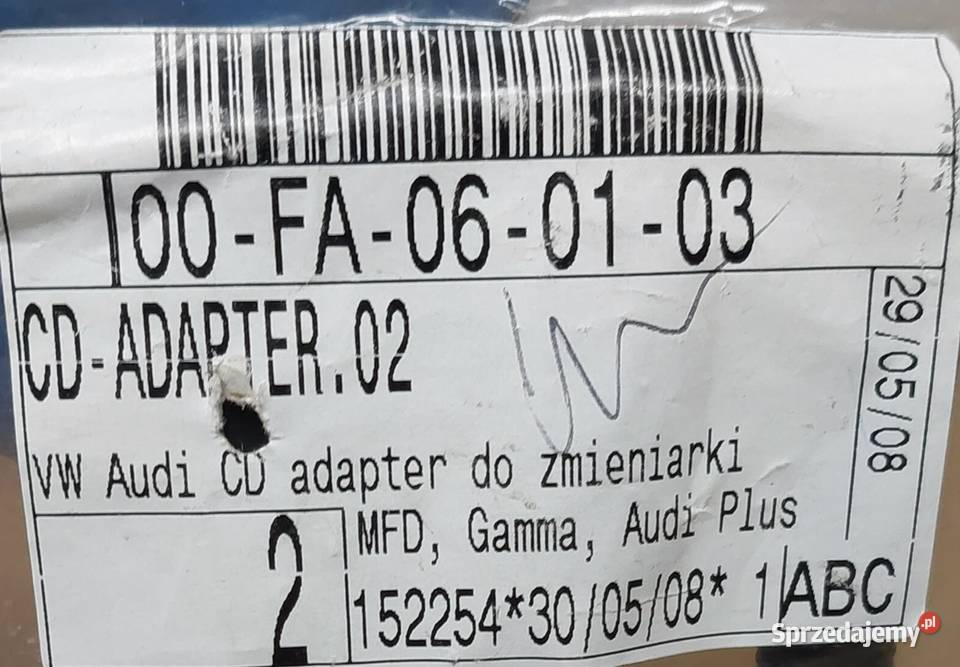 00-FA-06-01-03
CD-ADAPTER.02
29/05/08
VW Audi CD adapter do zmieniarki
MFD, Gamma, Audi Plus
2
152254*30/05/08* 1 ABC
Sprzedajemy.pl